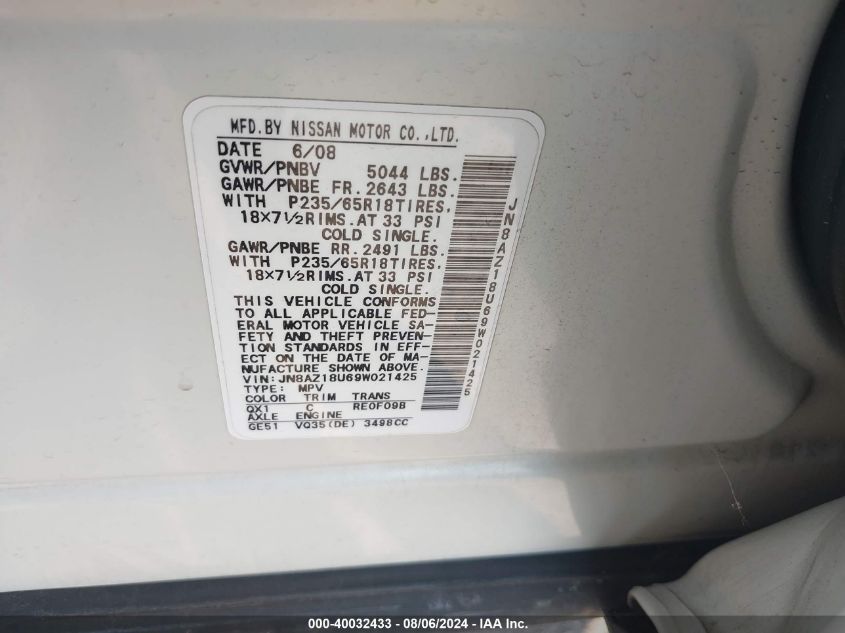 MFD.BY NISSAN MOTOR CO.,LTD.
DATE 6/08
GVWR/PNBV 5044 LBS.
GAWR/PNBE FR. 2643 LBS.
WITH P235/65R18TIRES.
18X7½RIMS.AT 33 PSI
COLD SINGLE.
GAWR/PNBE RR. 2491 LBS.
WITH P235/65R18TIRES.
18X7½RIMS.AT 33 PSI
COLD SINGLE.
THIS VEHICLE CONFORMS
TO ALL APPLICABLE FED-
ERAL MOTOR VEHICLE SA-
FETY AND THEFT PREVEN-
TION STANDARDS IN EFF-
ECT ON THE DATE OF MA-
NUFACTURE SHOWN ABOVE.
VIN: JN8AZ18U69W021425
TYPE: MPV
COLOR TRIM TRANS
QX1 C RE0F09B
AXLE ENGINE
GE51 VQ35(DE) 3498CC
JN8AZ18U69W021425
000-40032433 - 08/06/2024 - IAA Inc.